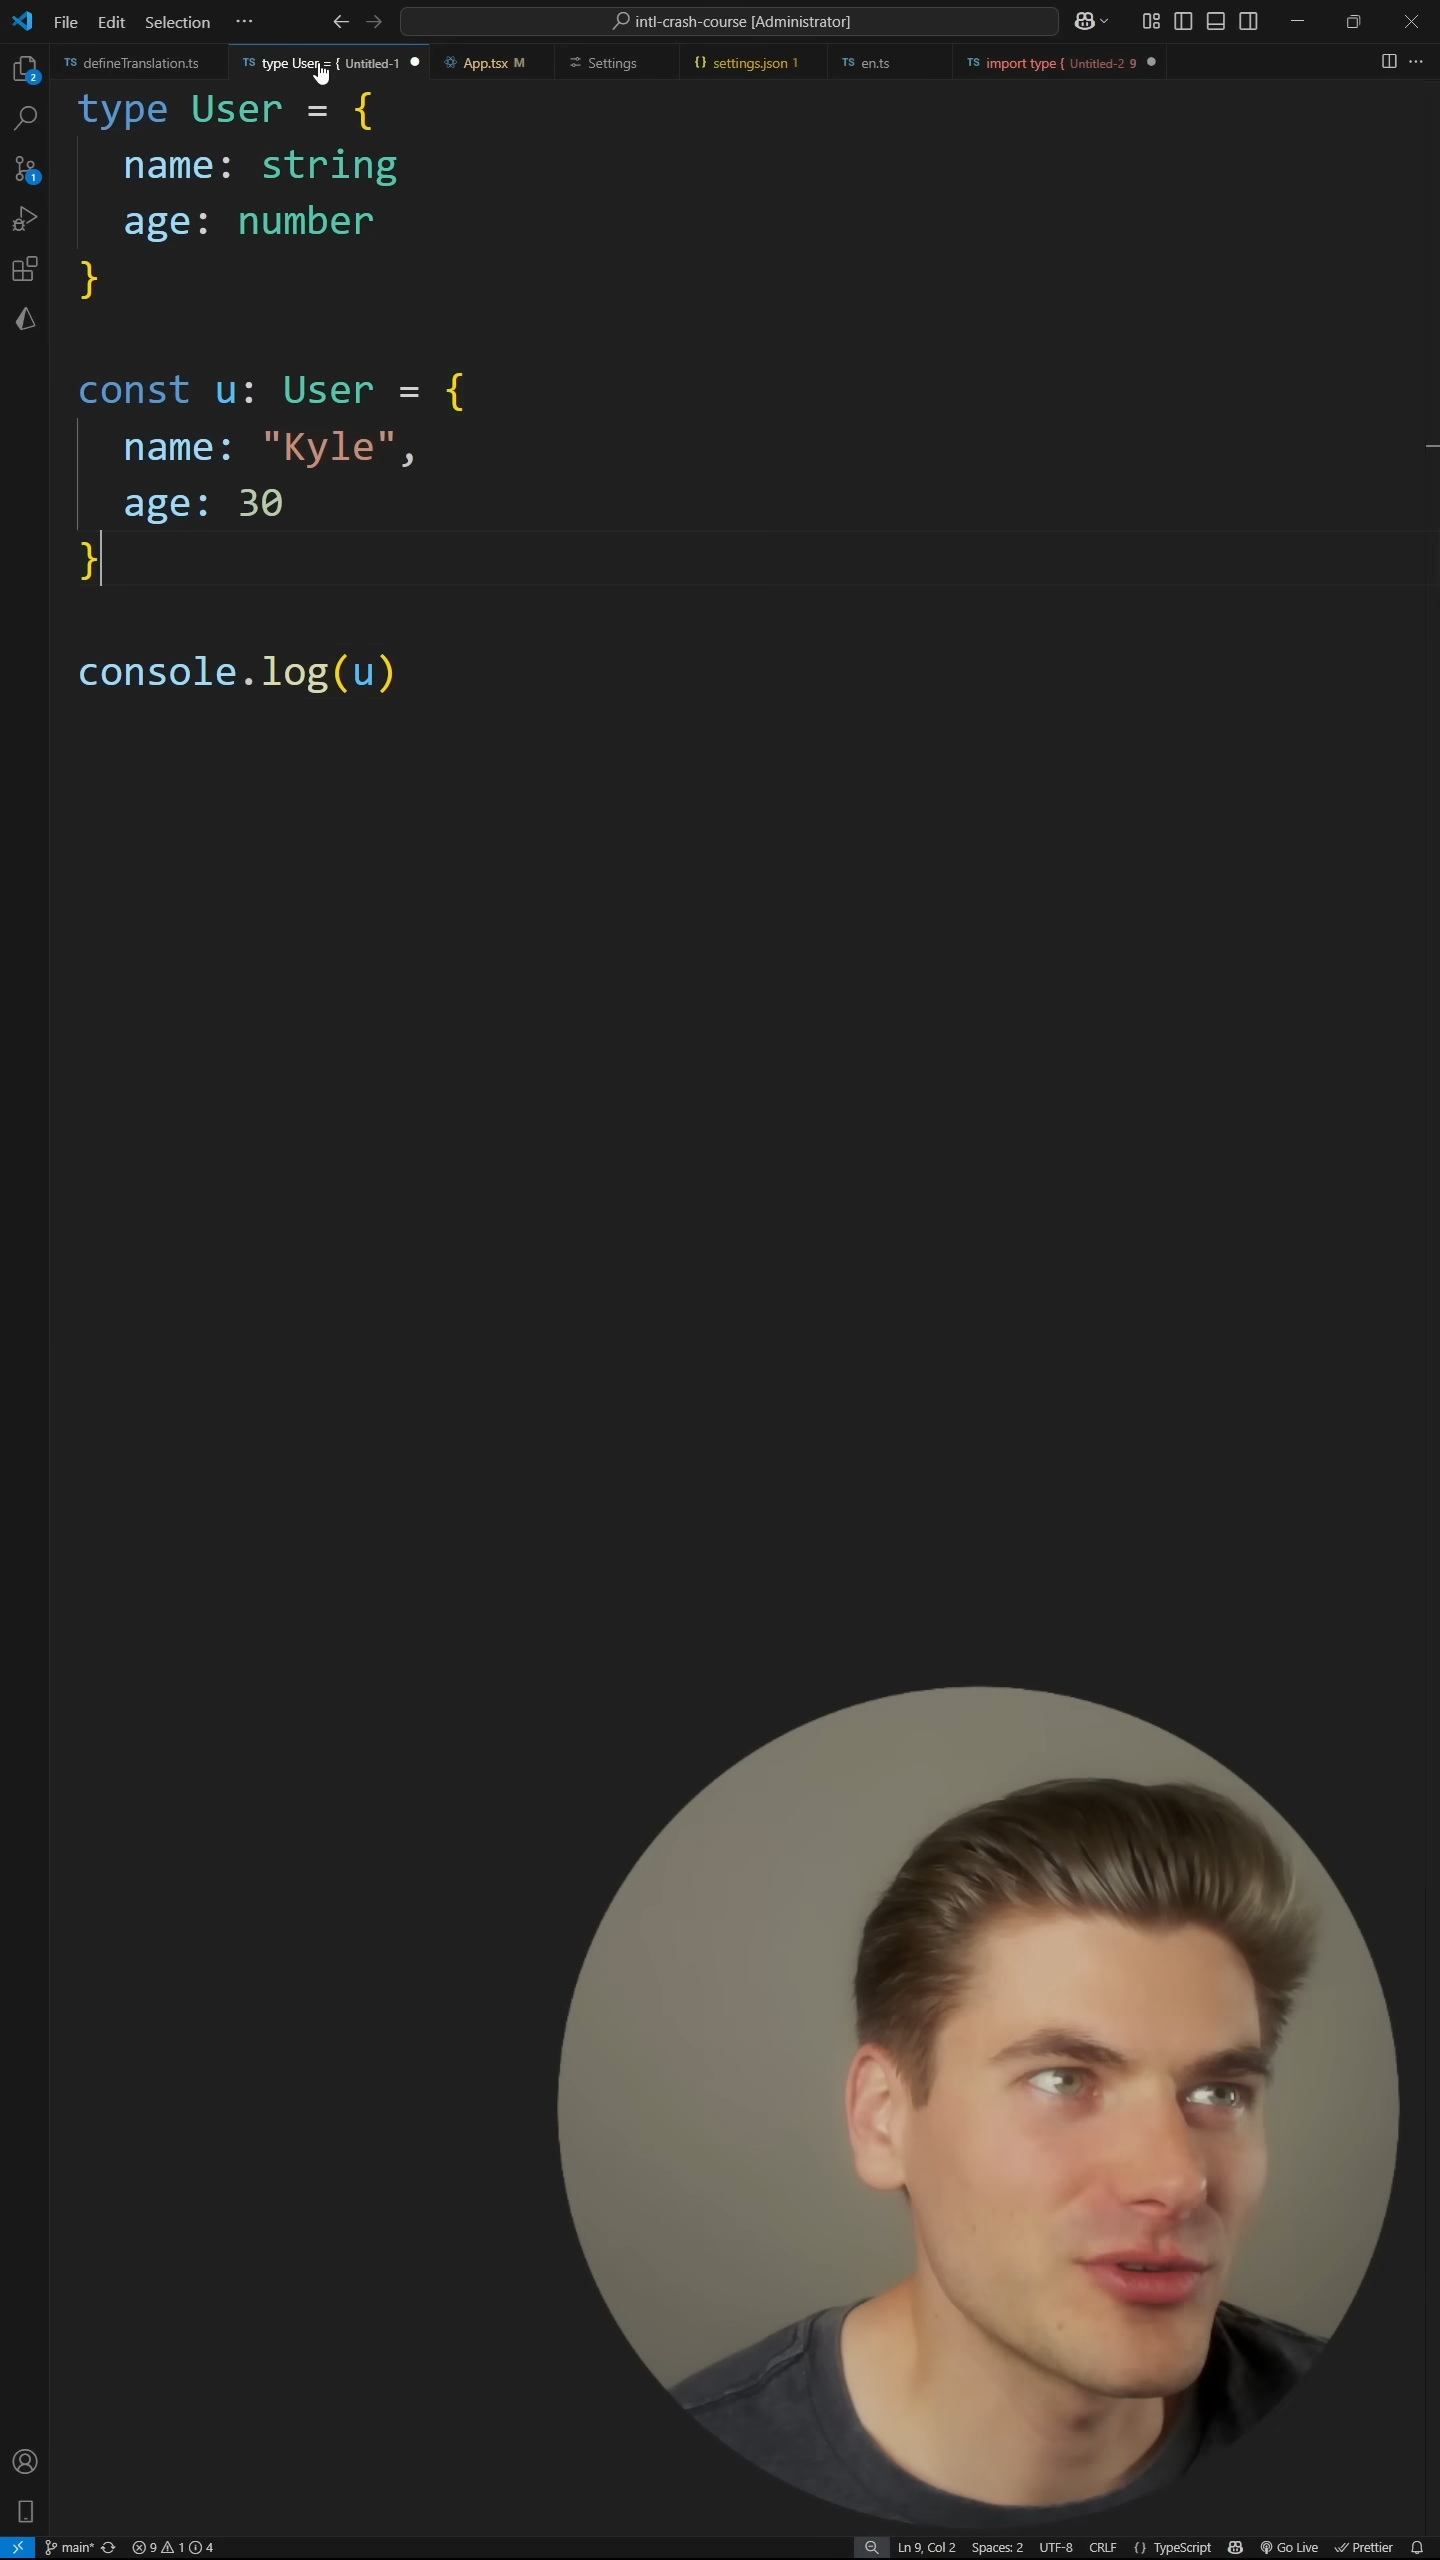 File Edit Selection ···
intl-crash-course [Administrator]
2
1
TS defineTranslation.ts
TS type User = { Untitled-1
App.tsx M
Settings
{} settings.json 1
TS en.ts
TS import type { Untitled-2 9
type User = {
name: string
age: number
}
const u: User = {
name: "Kyle",
age: 30
}
console.log(u)
main* 9 1 4 Ln 9, Col 2 Spaces: 2 UTF-8 CRLF {} TypeScript Go Live Prettier